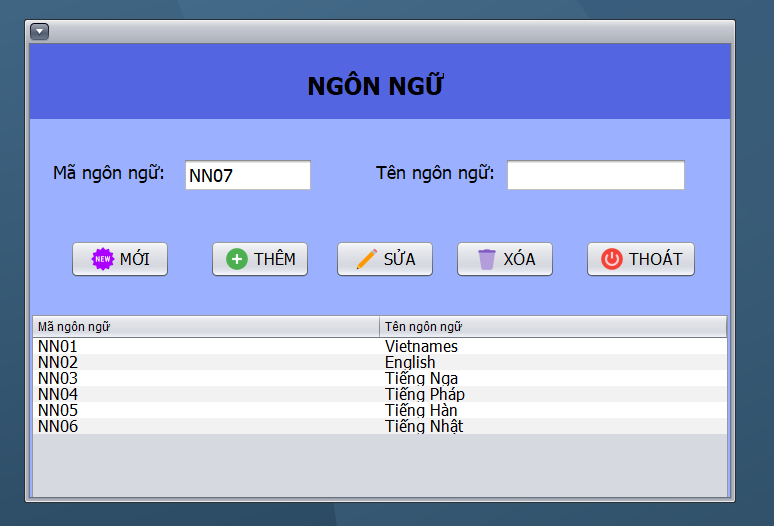 NGÔN NGỮ
Mã ngôn ngữ: NN07 Tên ngôn ngữ:
NEW MỚI THÊM SỬA XÓA THOÁT
Mã ngôn ngữ Tên ngôn ngữ
NN01 Vietnames
NN02 English
NN03 Tiếng Nga
NN04 Tiếng Pháp
NN05 Tiếng Hàn
NN06 Tiếng Nhật